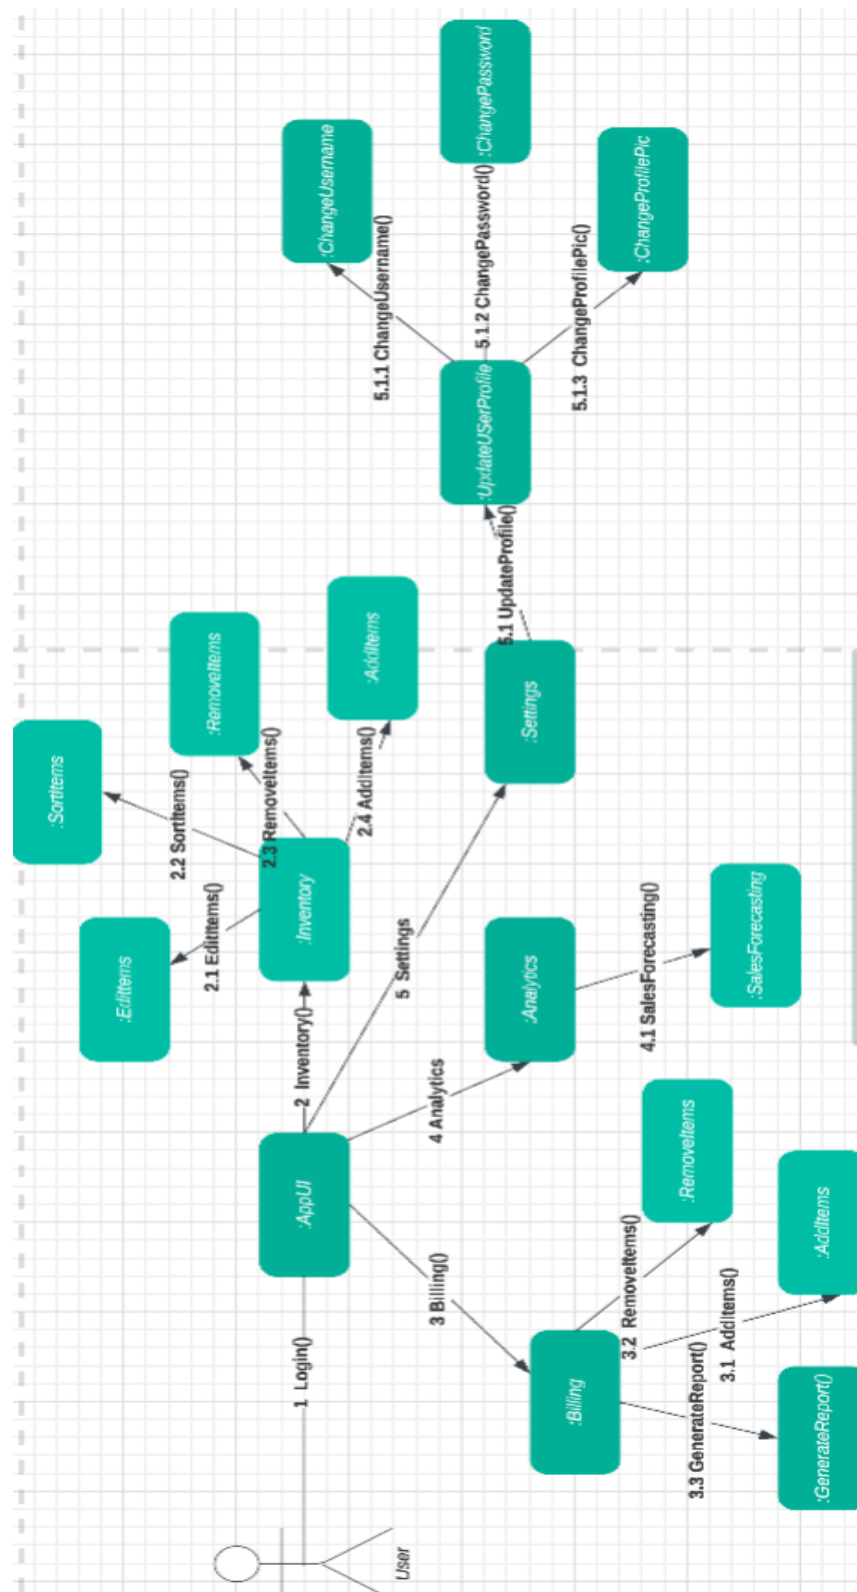 User
1 Login()
:AppUI
2 Inventory()
:Inventory
2.1 EditItems()
:EditItems
2.2 SortItems()
:SortItems
2.3 RemoveItems()
:RemoveItems
2.4 AddItems()
:AddItems
3 Billing()
:Billing
3.1 AddItems()
:AddItems
3.2 RemoveItems()
:RemoveItems
3.3 GenerateReport()
:GenerateReport()
4 Analytics
:Analytics
4.1 SalesForecasting()
:SalesForecasting
5 Settings
:Settings
5.1 UpdateProfile()
:UpdateUSerProfile
5.1.1 ChangeUsername()
:ChangeUsername
5.1.2 ChangePassword()
:ChangePassword
5.1.3 ChangeProfilePic()
:ChangeProfilePic